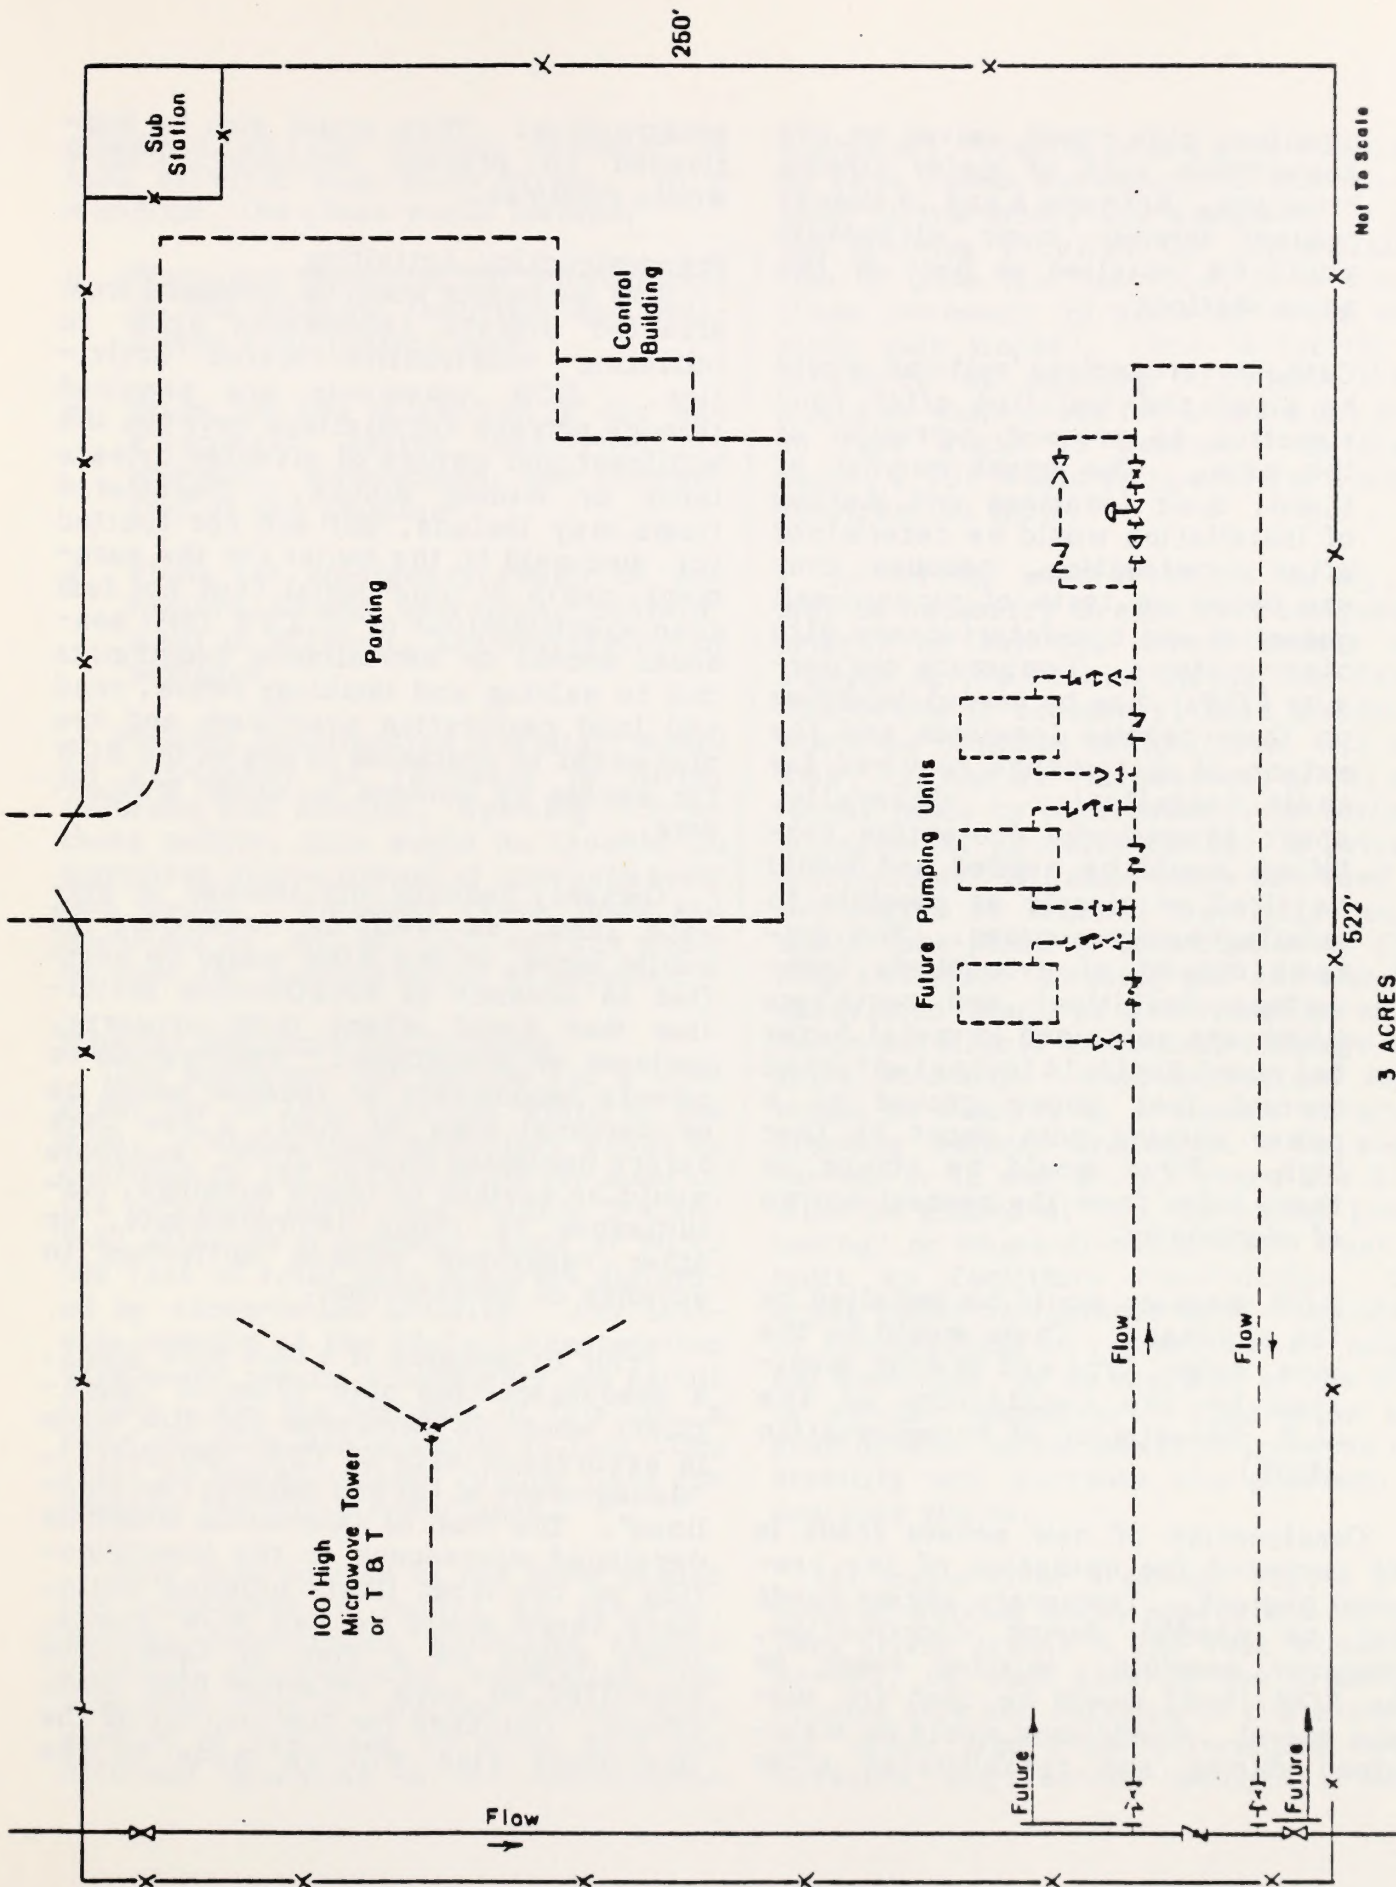 250'
Sub
Station
Not To Scale
Control
Building
Parking
Future Pumping Units
522'
3 ACRES
Flow
Flow
100' High
Microwave Tower
or T & T
Future
Future
Flow